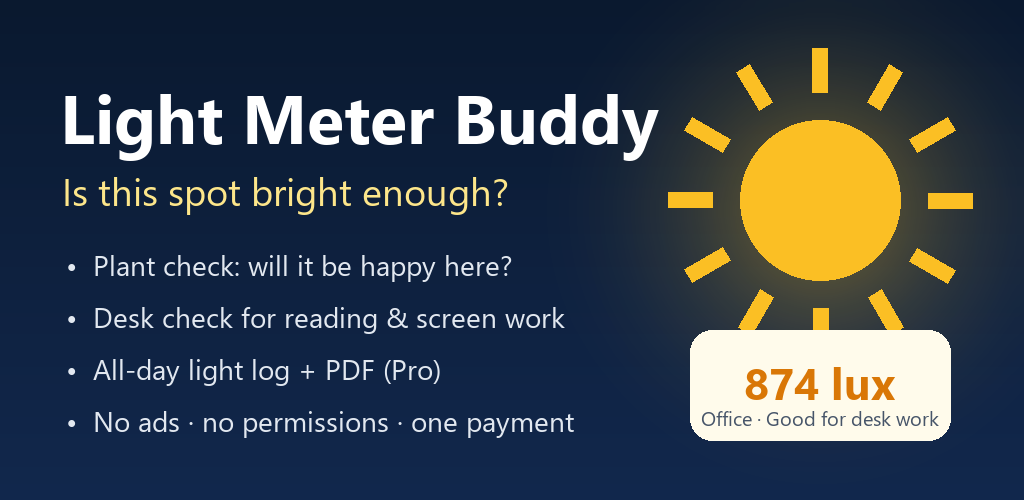 Light Meter Buddy
Is this spot bright enough?
• Plant check: will it be happy here?
• Desk check for reading & screen work
• All-day light log + PDF (Pro)
• No ads · no permissions · one payment
874 lux
Office · Good for desk work